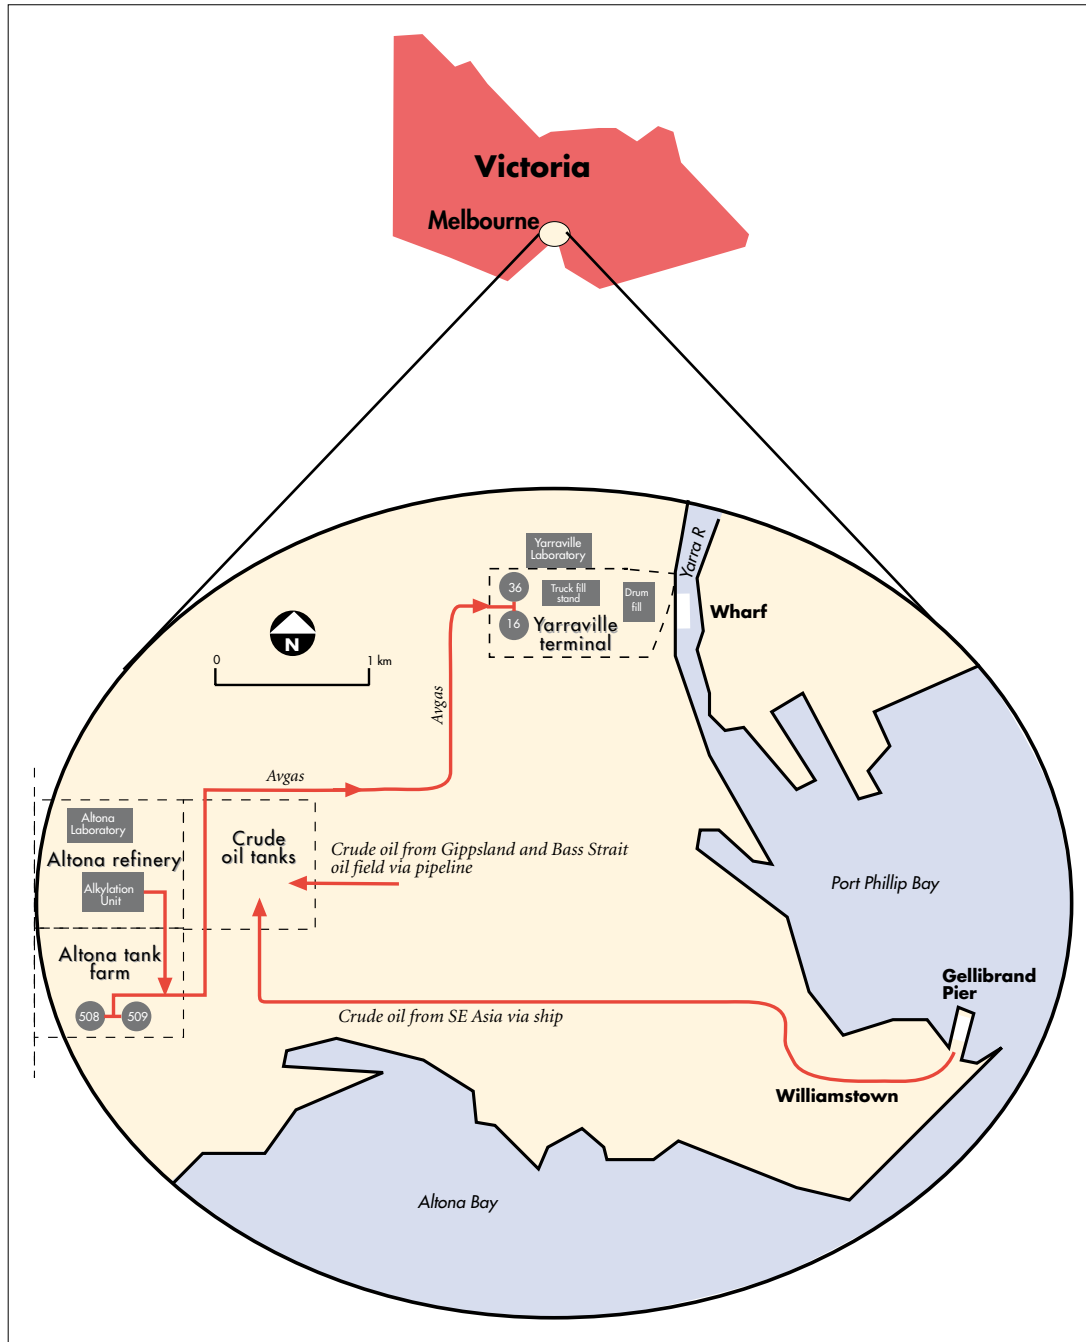 Victoria
Melbourne
Yarraville
Laboratory
Yarra R
36
Truck fill
stand
Drum
fill
16
Yarraville
terminal
Wharf
N
0
1 km
Avgas
Avgas
Altona
Laboratory
Altona refinery
Alkylation
Unit
Crude
oil tanks
Crude oil from Gippsland and Bass Strait
oil field via pipeline
Port Phillip Bay
Altona tank
farm
508
509
Gellibrand
Pier
Crude oil from SE Asia via ship
Williamstown
Altona Bay